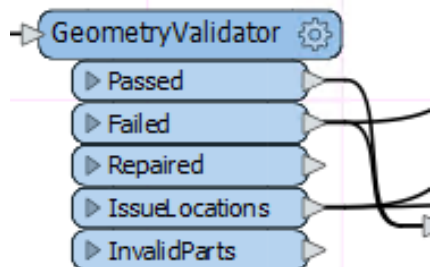 GeometryValidator
Passed
Failed
Repaired
IssueLocations
InvalidParts